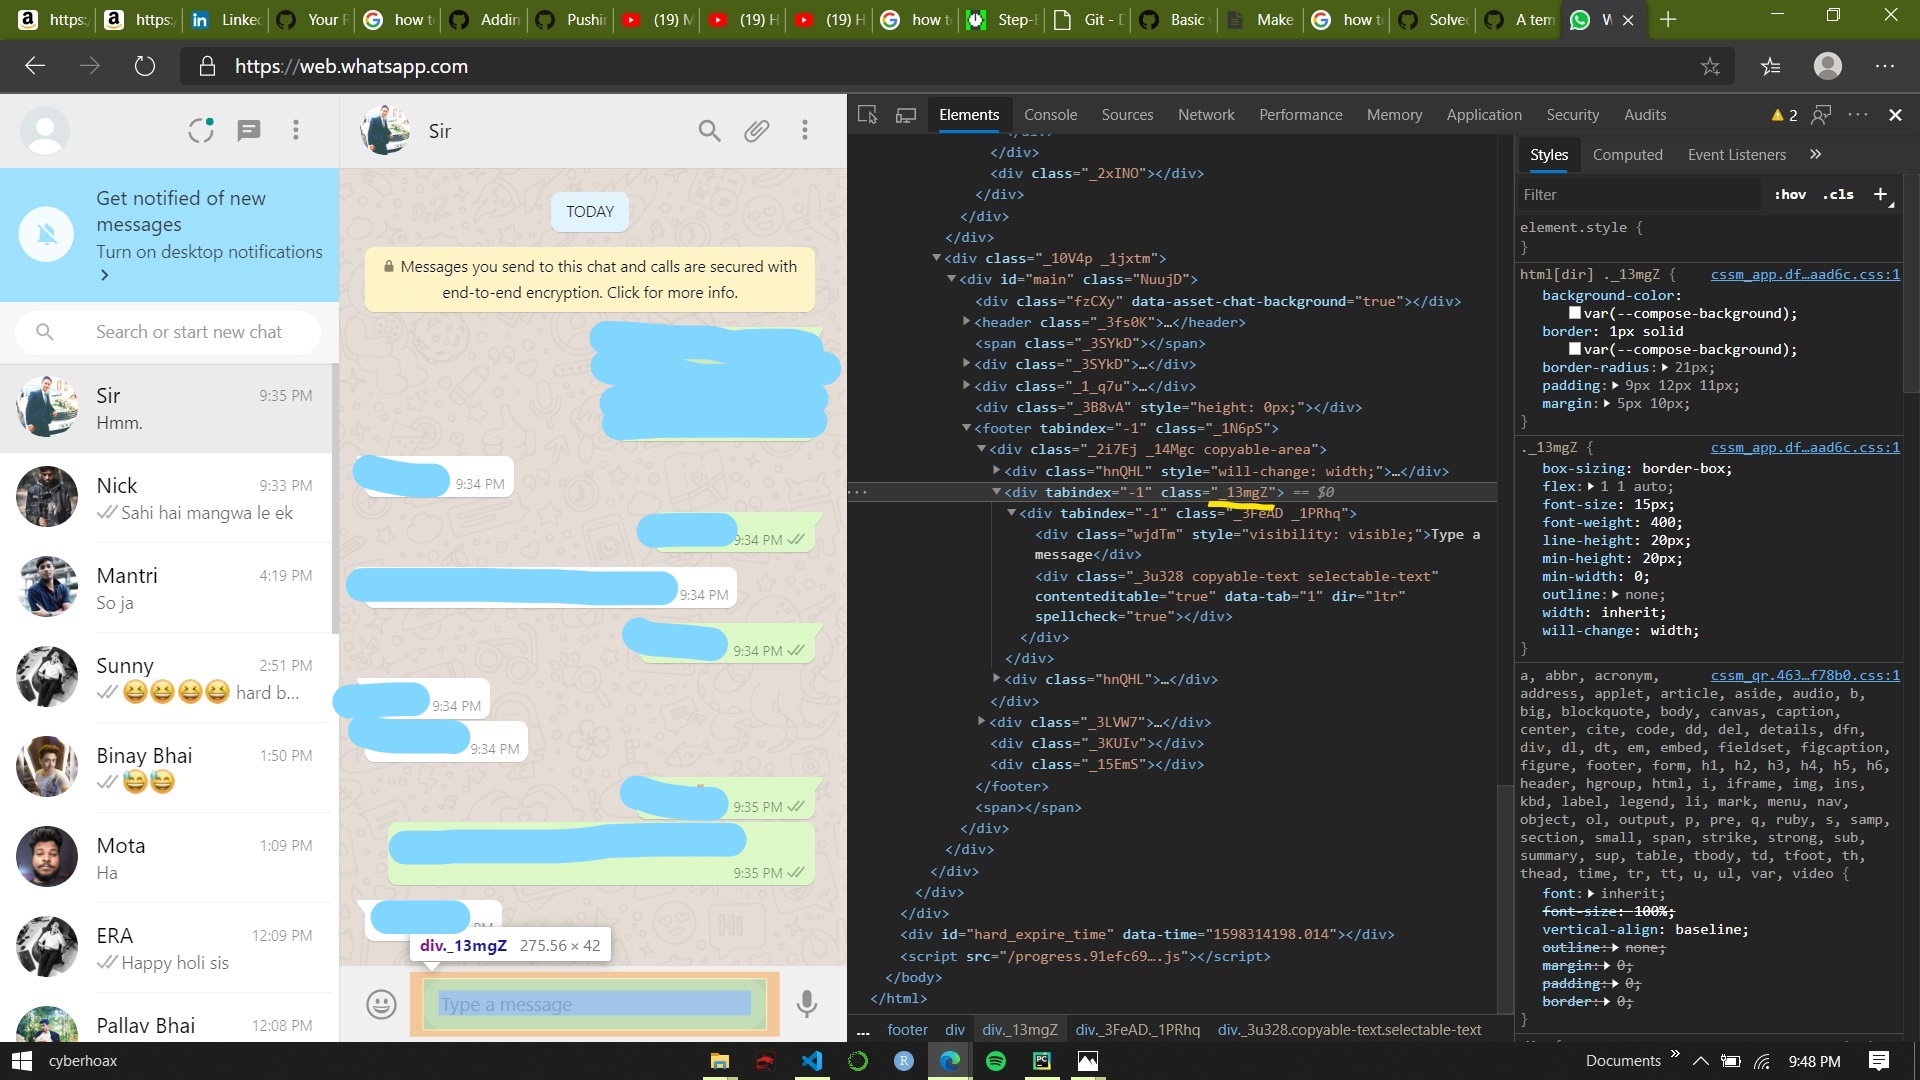 https:
https:
Linke
Your F
how t
Addin
Pushin
(19) M
(19) H
(19) H
how t
Step-
Git - D
Basic
Make
how t
Solve
A tem
W
https://web.whatsapp.com
Sir
Get notified of new
messages
Turn on desktop notifications
Search or start new chat
Sir 9:35 PM
Hmm.
Nick 9:33 PM
Sahi hai mangwa le ek
Mantri 4:19 PM
So ja
Sunny 2:51 PM
😆😆😆😆 hard b...
Binay Bhai 1:50 PM
😅😅
Mota 1:09 PM
Ha
ERA 12:09 PM
Happy holi sis
Pallav Bhai 12:08 PM
TODAY
Messages you send to this chat and calls are secured with
end-to-end encryption. Click for more info.
9:34 PM
9:34 PM
9:34 PM
9:34 PM
9:34 PM
9:34 PM
9:35 PM
9:35 PM
PM
div._13mgZ 275.56 × 42
Type a message
Elements Console Sources Network Performance Memory Application Security Audits 2
</div>
<div class="_2xINO"></div>
</div>
</div>
</div>
<div class="_10V4p _1jxtm">
<div id="main" class="NuujD">
<div class="fzCXy" data-asset-chat-background="true"></div>
<header class="_3fs0K">…</header>
<span class="_3SYkD"></span>
<div class="_3SYkD">…</div>
<div class="_1_q7u">…</div>
<div class="_3B8vA" style="height: 0px;"></div>
<footer tabindex="-1" class="_1N6pS">
<div class="_2i7Ej _14Mgc copyable-area">
<div class="hnQHL" style="will-change: width;">…</div>
... <div tabindex="-1" class="_13mgZ"> == $0
<div tabindex="-1" class="_3FeAD _1PRhq">
<div class="wjdTm" style="visibility: visible;">Type a
message</div>
<div class="_3u328 copyable-text selectable-text"
contenteditable="true" data-tab="1" dir="ltr"
spellcheck="true"></div>
</div>
</div>
<div class="hnQHL">…</div>
</div>
<div class="_3LVW7">…</div>
<div class="_3KUIv"></div>
<div class="_15EmS"></div>
</footer>
<span></span>
</div>
</div>
</div>
</div>
</div>
<div id="hard_expire_time" data-time="1598314198.014"></div>
<script src="/progress.91efc69….js"></script>
</body>
</html>
... footer div div._13mgZ div._3FeAD._1PRhq div._3u328.copyable-text.selectable-text
Styles Computed Event Listeners »
Filter :hov .cls +
element.style {
}
html[dir] ._13mgZ { cssm_app.df…aad6c.css:1
background-color:
var(--compose-background);
border: 1px solid
var(--compose-background);
border-radius: 21px;
padding: 9px 12px 11px;
margin: 5px 10px;
}
._13mgZ { cssm_app.df…aad6c.css:1
box-sizing: border-box;
flex: 1 1 auto;
font-size: 15px;
font-weight: 400;
line-height: 20px;
min-height: 20px;
min-width: 0;
outline: none;
width: inherit;
will-change: width;
}
a, abbr, acronym, cssm_qr.463…f78b0.css:1
address, applet, article, aside, audio, b,
big, blockquote, body, canvas, caption,
center, cite, code, dd, del, details, dfn,
div, dl, dt, em, embed, fieldset, figcaption,
figure, footer, form, h1, h2, h3, h4, h5, h6,
header, hgroup, html, i, iframe, img, ins,
kbd, label, legend, li, mark, menu, nav,
object, ol, output, p, pre, q, ruby, s, samp,
section, small, span, strike, strong, sub,
summary, sup, table, tbody, td, tfoot, th,
thead, time, tr, tt, u, ul, var, video {
font: inherit;
font-size: 100%;
vertical-align: baseline;
outline: none;
margin: 0;
padding: 0;
border: 0;
}
cyberhoax
Documents » 9:48 PM